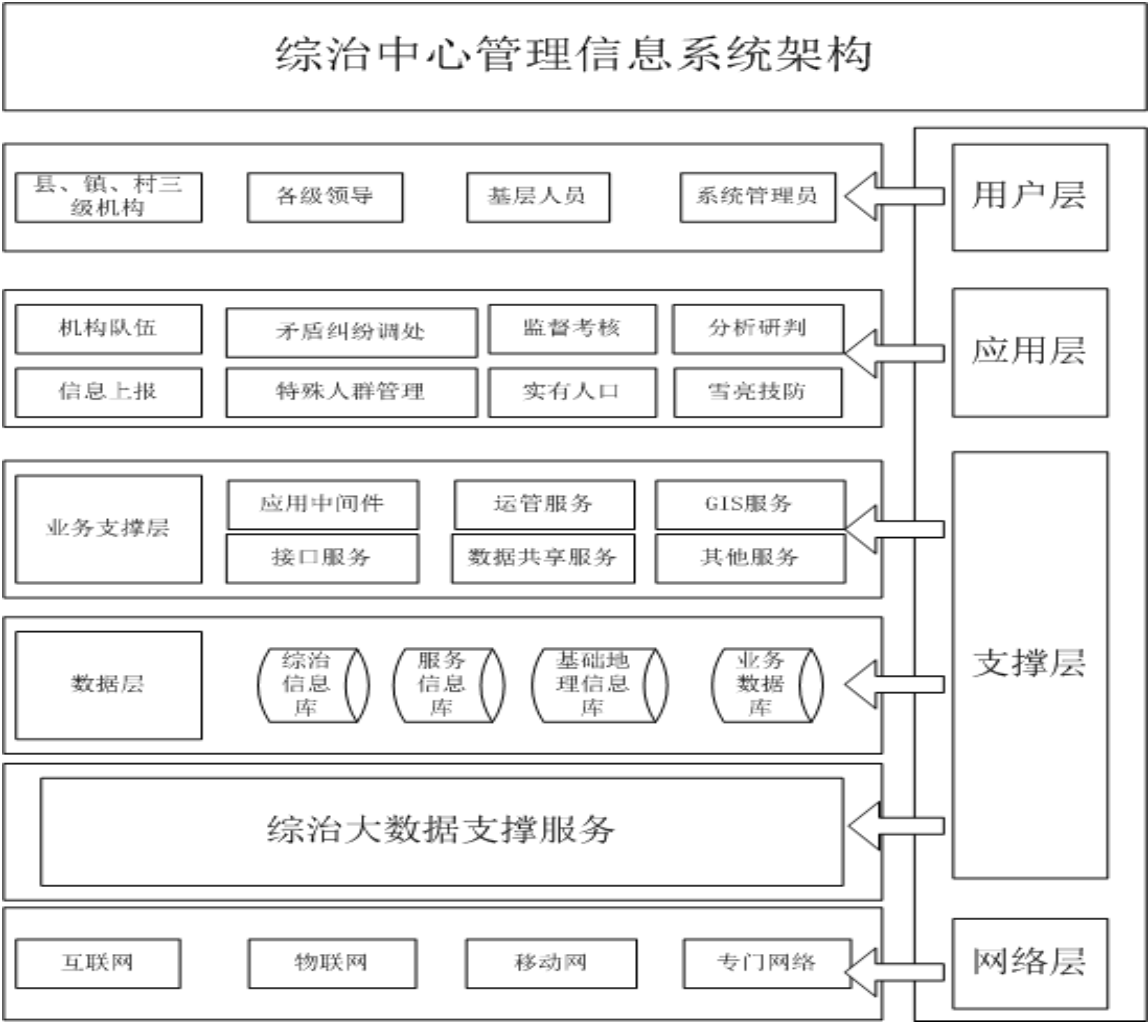 综治中心管理信息系统架构
县、镇、村三
级机构
各级领导
基层人员
系统管理员
用户层
机构队伍
矛盾纠纷调处
监督考核
分析研判
信息上报
特殊人群管理
实有人口
雪亮技防
应用层
业务支撑层
应用中间件
运管服务
GIS服务
接口服务
数据共享服务
其他服务
数据层
综治
信息
库
服务
信息
库
基础地
理信息
库
业务
数据
库
综治大数据支撑服务
支撑层
互联网
物联网
移动网
专门网络
网络层